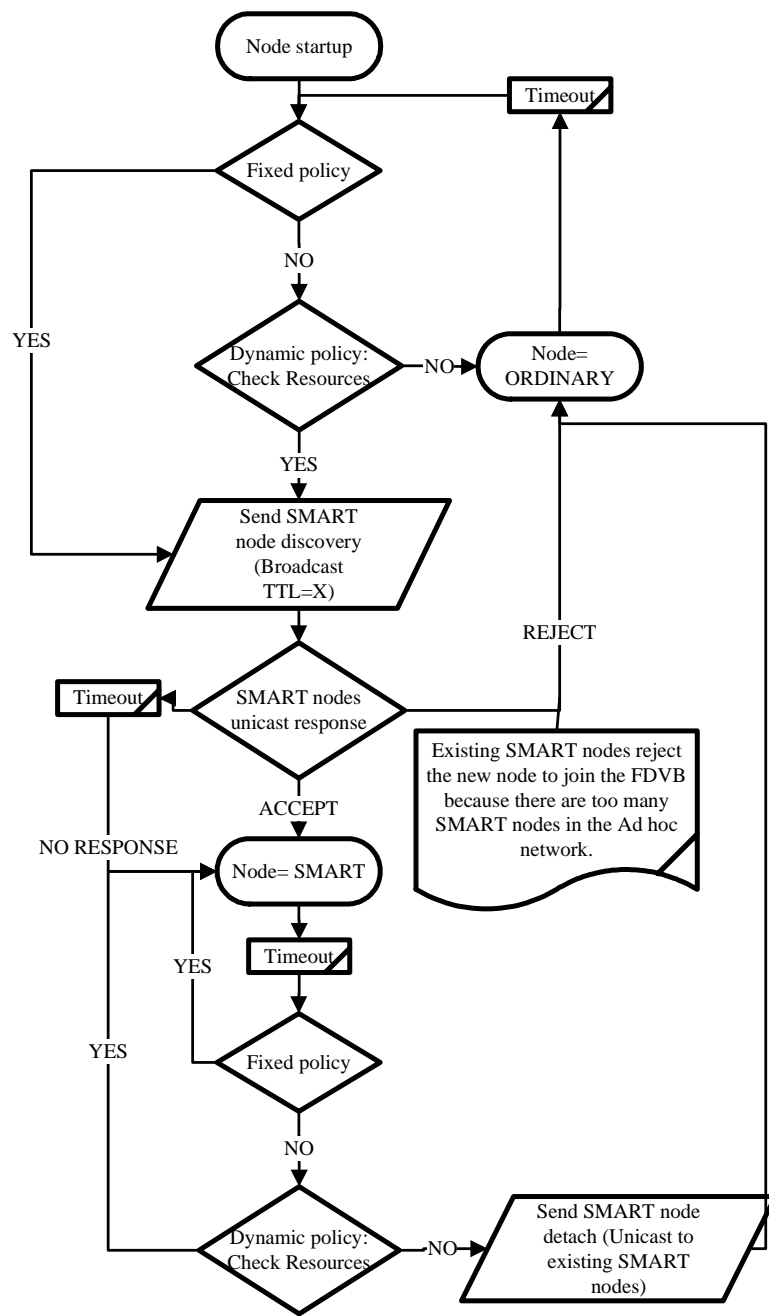 Node startup
Timeout
Fixed policy
NO
YES
Dynamic policy:
Check Resources
NO
Node=
ORDINARY
YES
Send SMART
node discovery
(Broadcast
TTL=X)
REJECT
Timeout
SMART nodes
unicast response
Existing SMART nodes reject
the new node to join the FDVB
because there are too many
SMART nodes in the Ad hoc
network.
ACCEPT
NO RESPONSE
Node= SMART
Timeout
YES
YES
Fixed policy
NO
Dynamic policy:
Check Resources
NO
Send SMART node
detach (Unicast to
existing SMART
nodes)